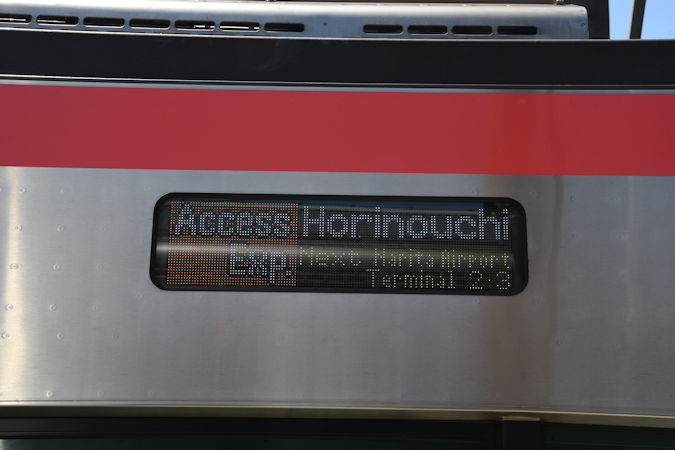 Access Horinouchi
Exp. Next Narita Airport
Terminal 2·3